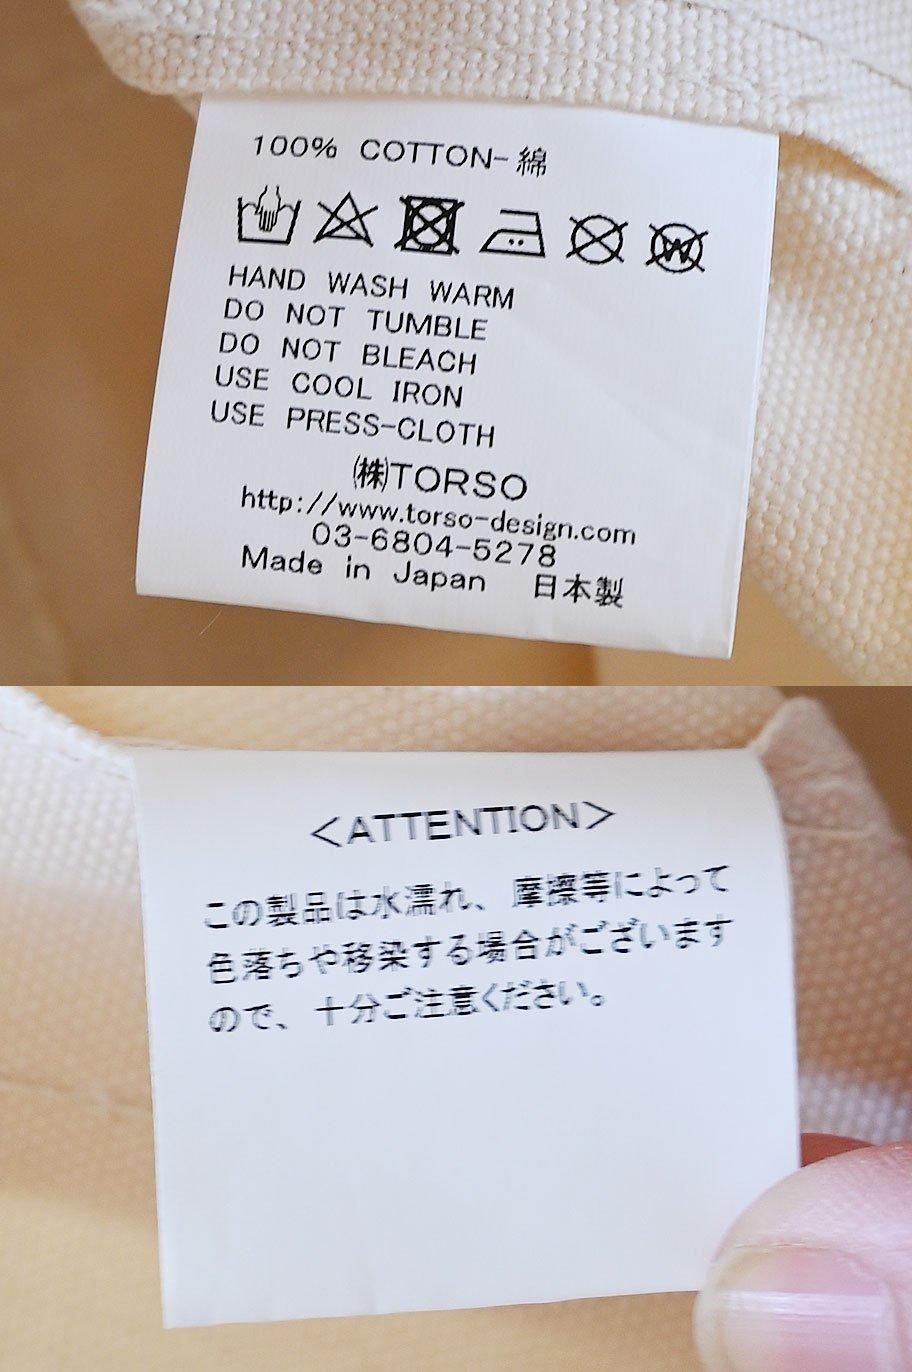 100% COTTON-綿
HAND WASH WARM
DO NOT TUMBLE
DO NOT BLEACH
USE COOL IRON
USE PRESS-CLOTH
㈱TORSO
http://www.torso-design.com
03-6804-5278
Made in Japan 日本製
<ATTENTION>
この製品は水濡れ、摩擦等によって
色落ちや移染する場合がございます
ので、十分ご注意ください。